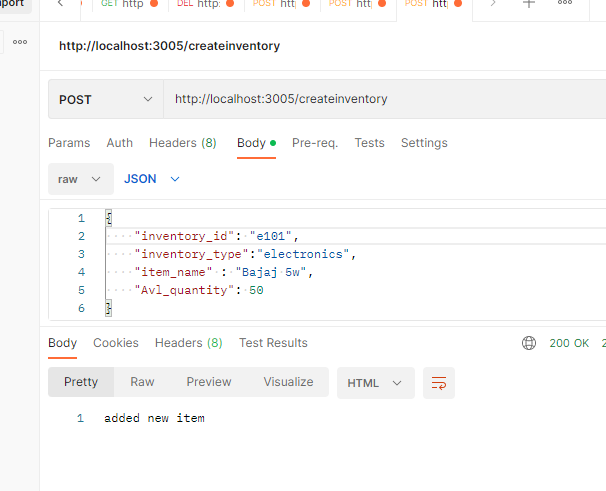 port GET http DEL http: POST htt POST htt POST htt
http://localhost:3005/createinventory
POST http://localhost:3005/createinventory
Params Auth Headers (8) Body Pre-req. Tests Settings
raw JSON
1 {
2 "inventory_id": "e101",
3 "inventory_type":"electronics",
4 "item_name" : "Bajaj 5w",
5 "Avl_quantity": 50
6 }
Body Cookies Headers (8) Test Results 200 OK 2
Pretty Raw Preview Visualize HTML
1 added new item